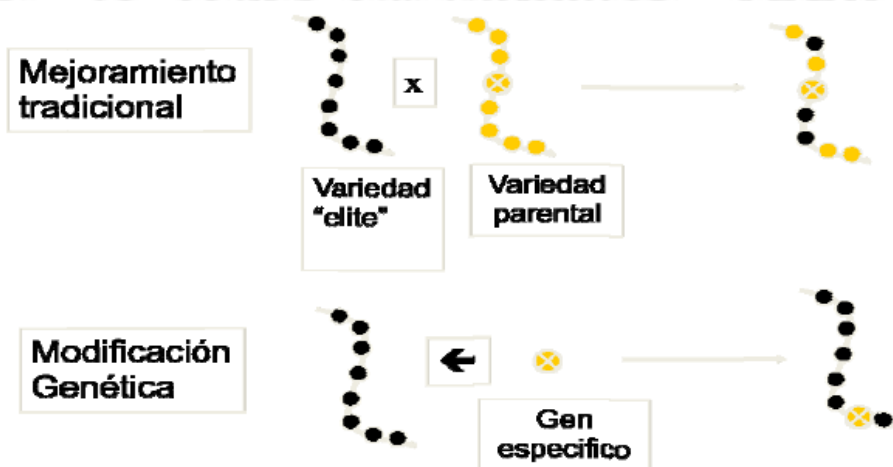 Mejoramiento
tradicional
x
Variedad
"elite"
Variedad
parental
Modificación
Genética
Gen
especifico